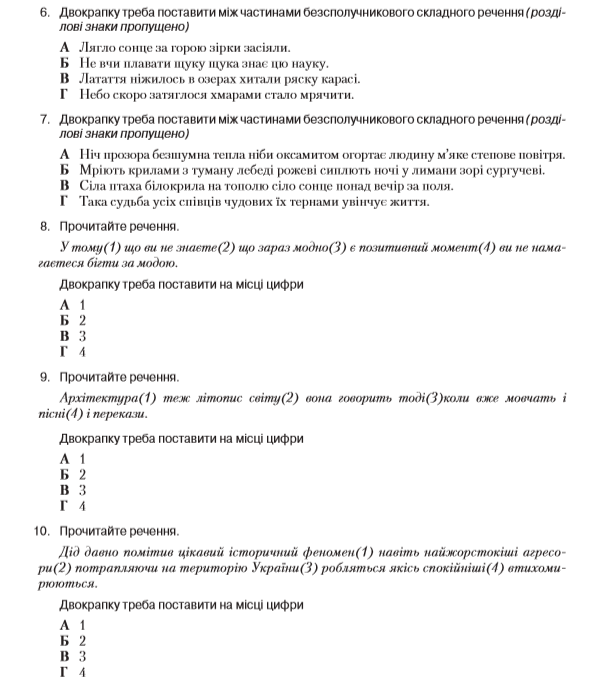 6. Двокрапку треба поставити між частинами безсполучникового складного речення (розді-
лові знаки пропущено)
А Лягло сонце за горою зірки засіяли.
Б Не вчи плавати щуку щука знає цю науку.
В Латаття ніжилось в озерах хитали ряску карасі.
Г Небо скоро затяглося хмарами стало мрячити.
7. Двокрапку треба поставити між частинами безсполучникового складного речення (розді-
лові знаки пропущено)
А Ніч прозора безшумна тепла ніби оксамитом огортає людину м’яке степове повітря.
Б Мріють крилами з туману лебеді рожеві сиплють ночі у лимани зорі сургучеві.
В Сіла птаха білокрила на тополю сіло сонце понад вечір за поля.
Г Така судьба усіх співців чудових їх тернами увінчує життя.
8. Прочитайте речення.
У тому(1) що ви не знаєте(2) що зараз модно(3) є позитивний момент(4) ви не нама-
гаєтеся бігти за модою.
Двокрапку треба поставити на місці цифри
А 1
Б 2
В 3
Г 4
9. Прочитайте речення.
Архітектура(1) теж літопис світу(2) вона говорить тоді(3)коли вже мовчать і
пісні(4) і перекази.
Двокрапку треба поставити на місці цифри
А 1
Б 2
В 3
Г 4
10. Прочитайте речення.
Дід давно помітив цікавий історичний феномен(1) навіть найжорстокіші агресо-
ри(2) потрапляючи на територію України(3) робляться якісь спокійніші(4) втихоми-
рюються.
Двокрапку треба поставити на місці цифри
А 1
Б 2
В 3
Г 4